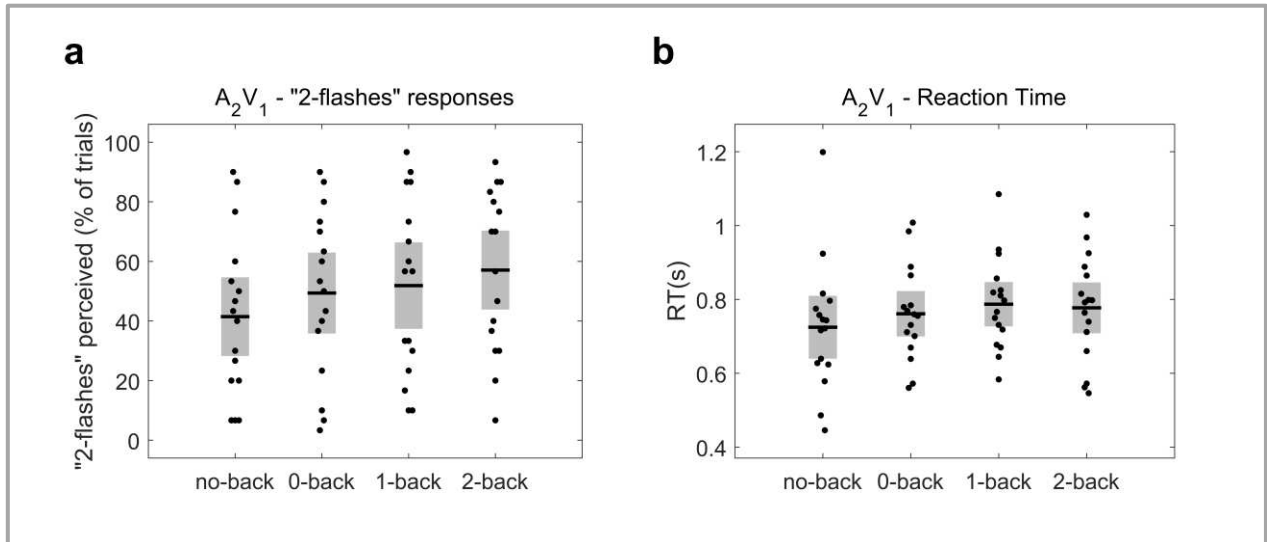 a
A2V1 - "2-flashes" responses
"2-flashes" perceived (% of trials)
100
80
60
40
20
0
no-back 0-back 1-back 2-back
b
A2V1 - Reaction Time
RT(s)
1.2
1
0.8
0.6
0.4
no-back 0-back 1-back 2-back